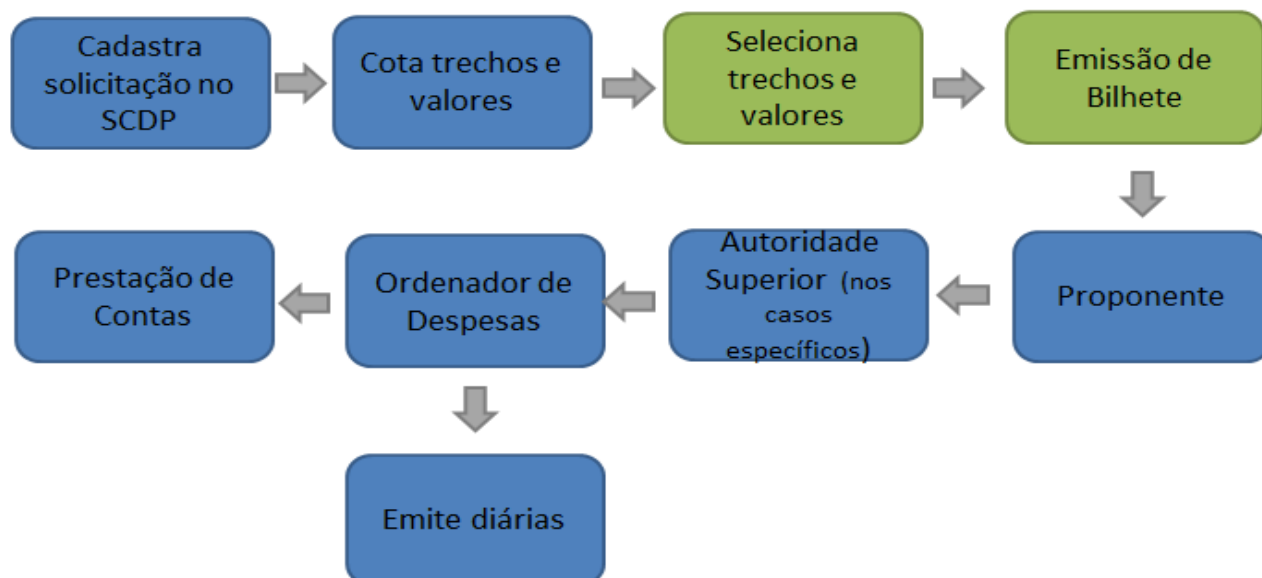 Cadastra
solicitação no
SCDP
Cota trechos e
valores
Seleciona
trechos e
valores
Emissão de
Bilhete
Prestação de
Contas
Ordenador de
Despesas
Autoridade
Superior (nos
casos
específicos)
Proponente
Emite diárias